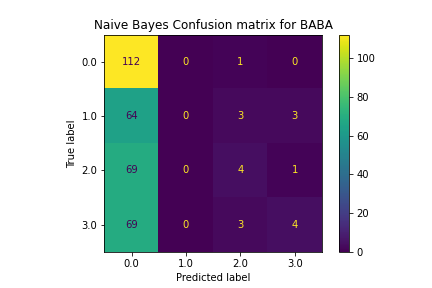 Naive Bayes Confusion matrix for BABA
0.0 112 0 1 0
1.0 64 0 3 3
2.0 69 0 4 1
3.0 69 0 3 4
0.0 1.0 2.0 3.0
True label
Predicted label
100
80
60
40
20
0